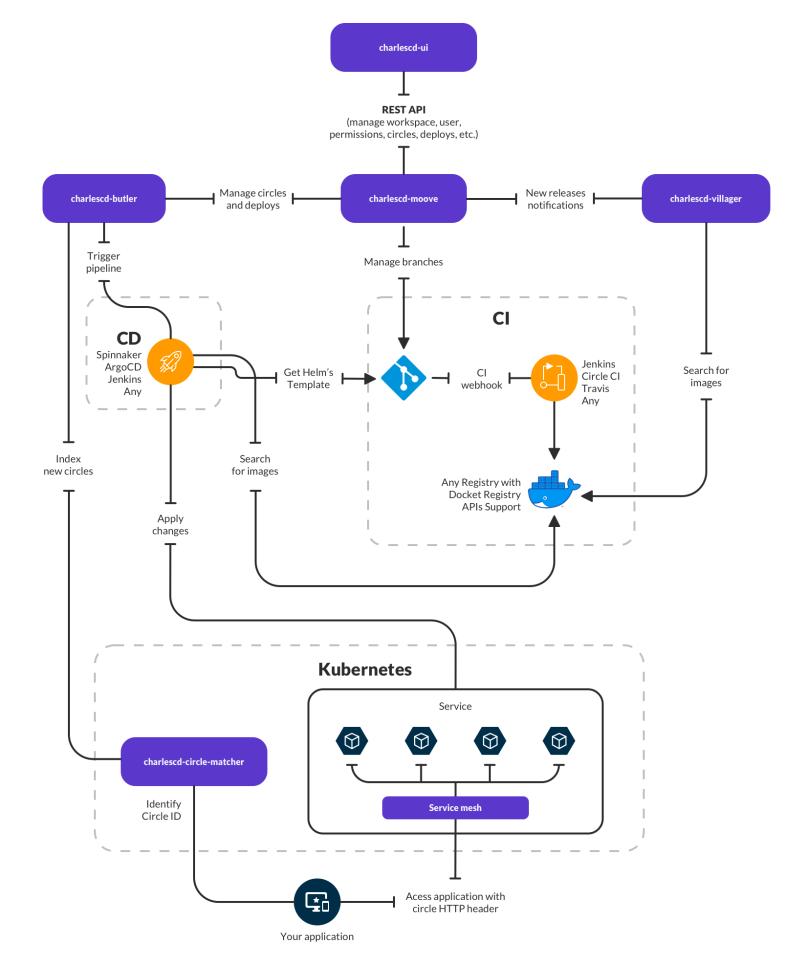 charlescd-ui
REST API
(manage workspace, user,
permissions, circles, deploys, etc.)
charlescd-butler
Manage circles
and deploys
charlescd-moove
New releases
notifications
charlescd-villager
Trigger
pipeline
Manage branches
CD
Spinnaker
ArgoCD
Jenkins
Any
CI
Get Helm's
Template
CI
webhook
Jenkins
Circle CI
Travis
Any
Search for
images
Index
new circles
Search
for images
Any Registry with
Docket Registry
APIs Support
Apply
changes
Kubernetes
Service
charlescd-circle-matcher
Service mesh
Identify
Circle ID
Acess application with
circle HTTP header
Your application